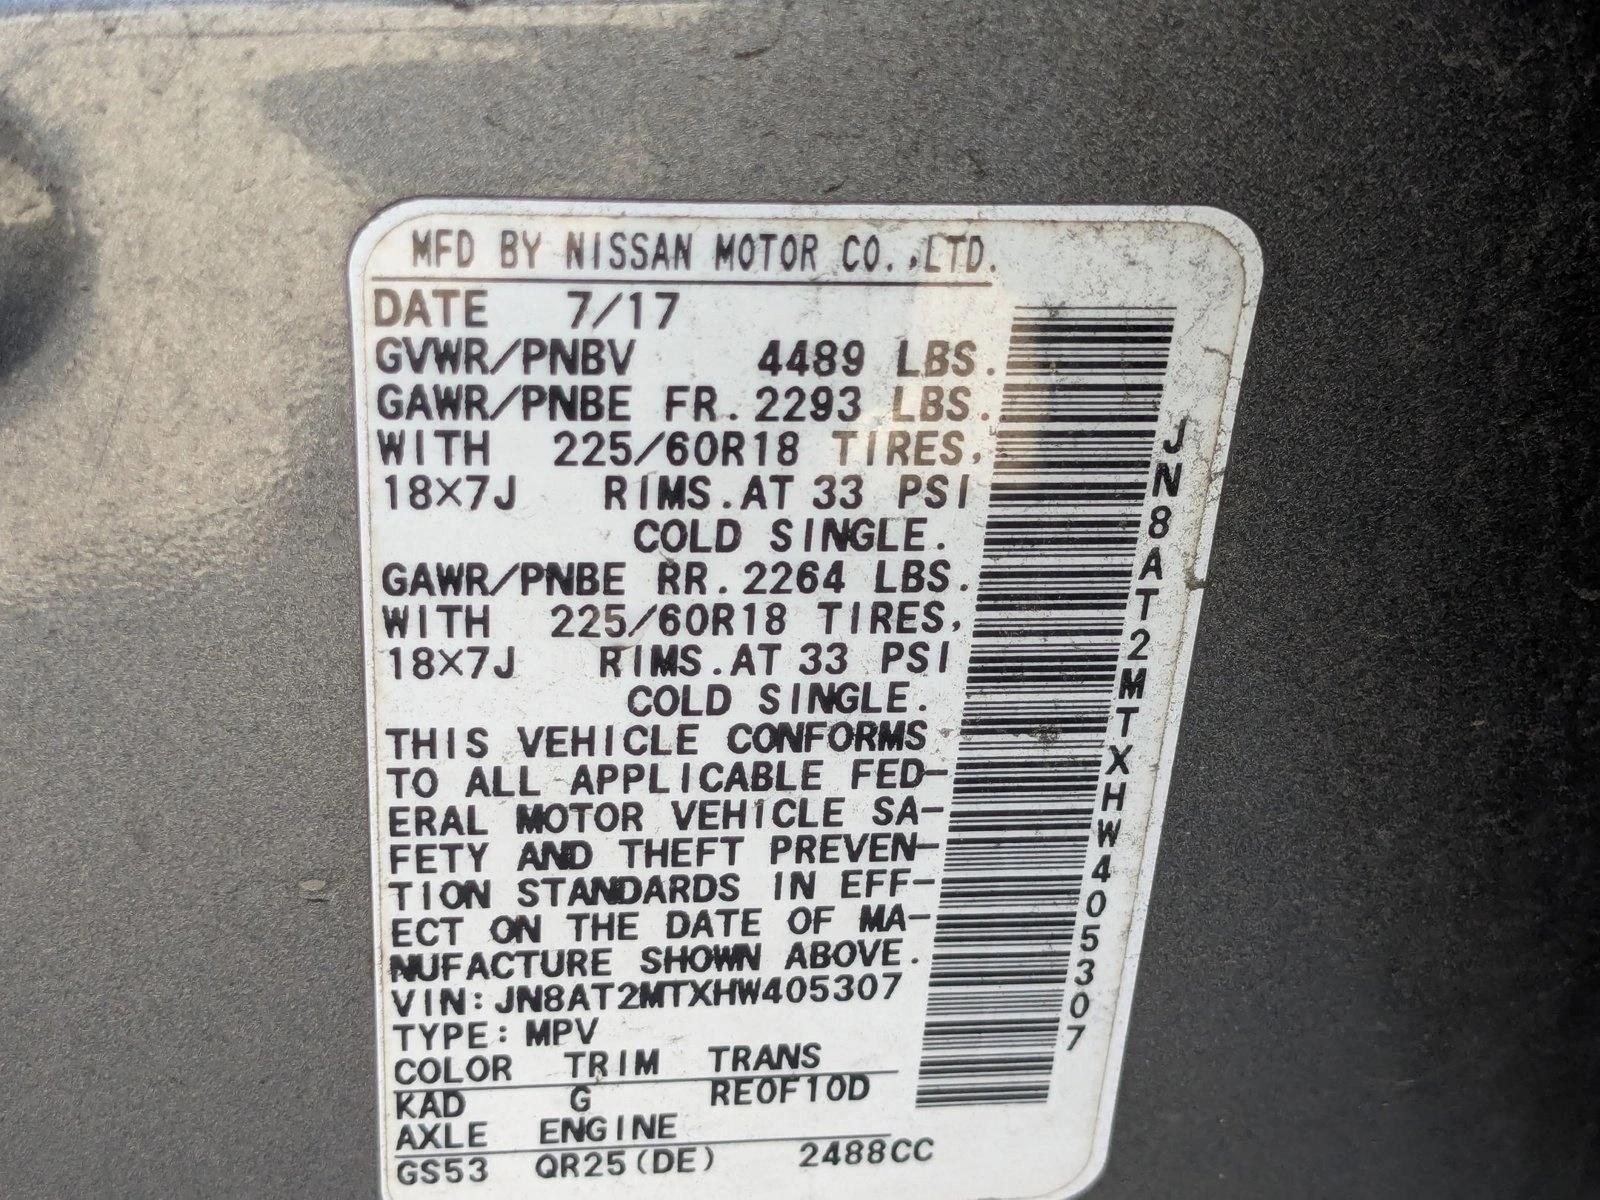 MFD BY NISSAN MOTOR CO.,LTD.
DATE 7/17
GVWR/PNBV 4489 LBS.
GAWR/PNBE FR. 2293 LBS.
WITH 225/60R18 TIRES,
18×7J RIMS. AT 33 PSI
COLD SINGLE.
GAWR/PNBE RR. 2264 LBS.
WITH 225/60R18 TIRES,
18×7J RIMS. AT 33 PSI
COLD SINGLE.
THIS VEHICLE CONFORMS
TO ALL APPLICABLE FED-
ERAL MOTOR VEHICLE SA-
FETY AND THEFT PREVEN-
TION STANDARDS IN EFF-
ECT ON THE DATE OF MA-
NUFACTURE SHOWN ABOVE.
VIN: JN8AT2MTXHW405307
TYPE: MPV
COLOR TRIM TRANS
KAD G RE0F10D
AXLE ENGINE
GS53 QR25(DE) 2488CC
JN8AT2MTXHW405307